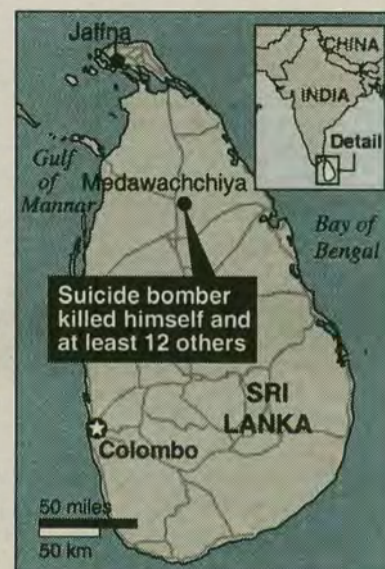 Jaffna
CHINA
INDIA
Detail
Gulf
of
Mannar
Medawachchiya
Bay of
Bengal
Suicide bomber
killed himself and
at least 12 others
SRI
LANKA
Colombo
50 miles
50 km